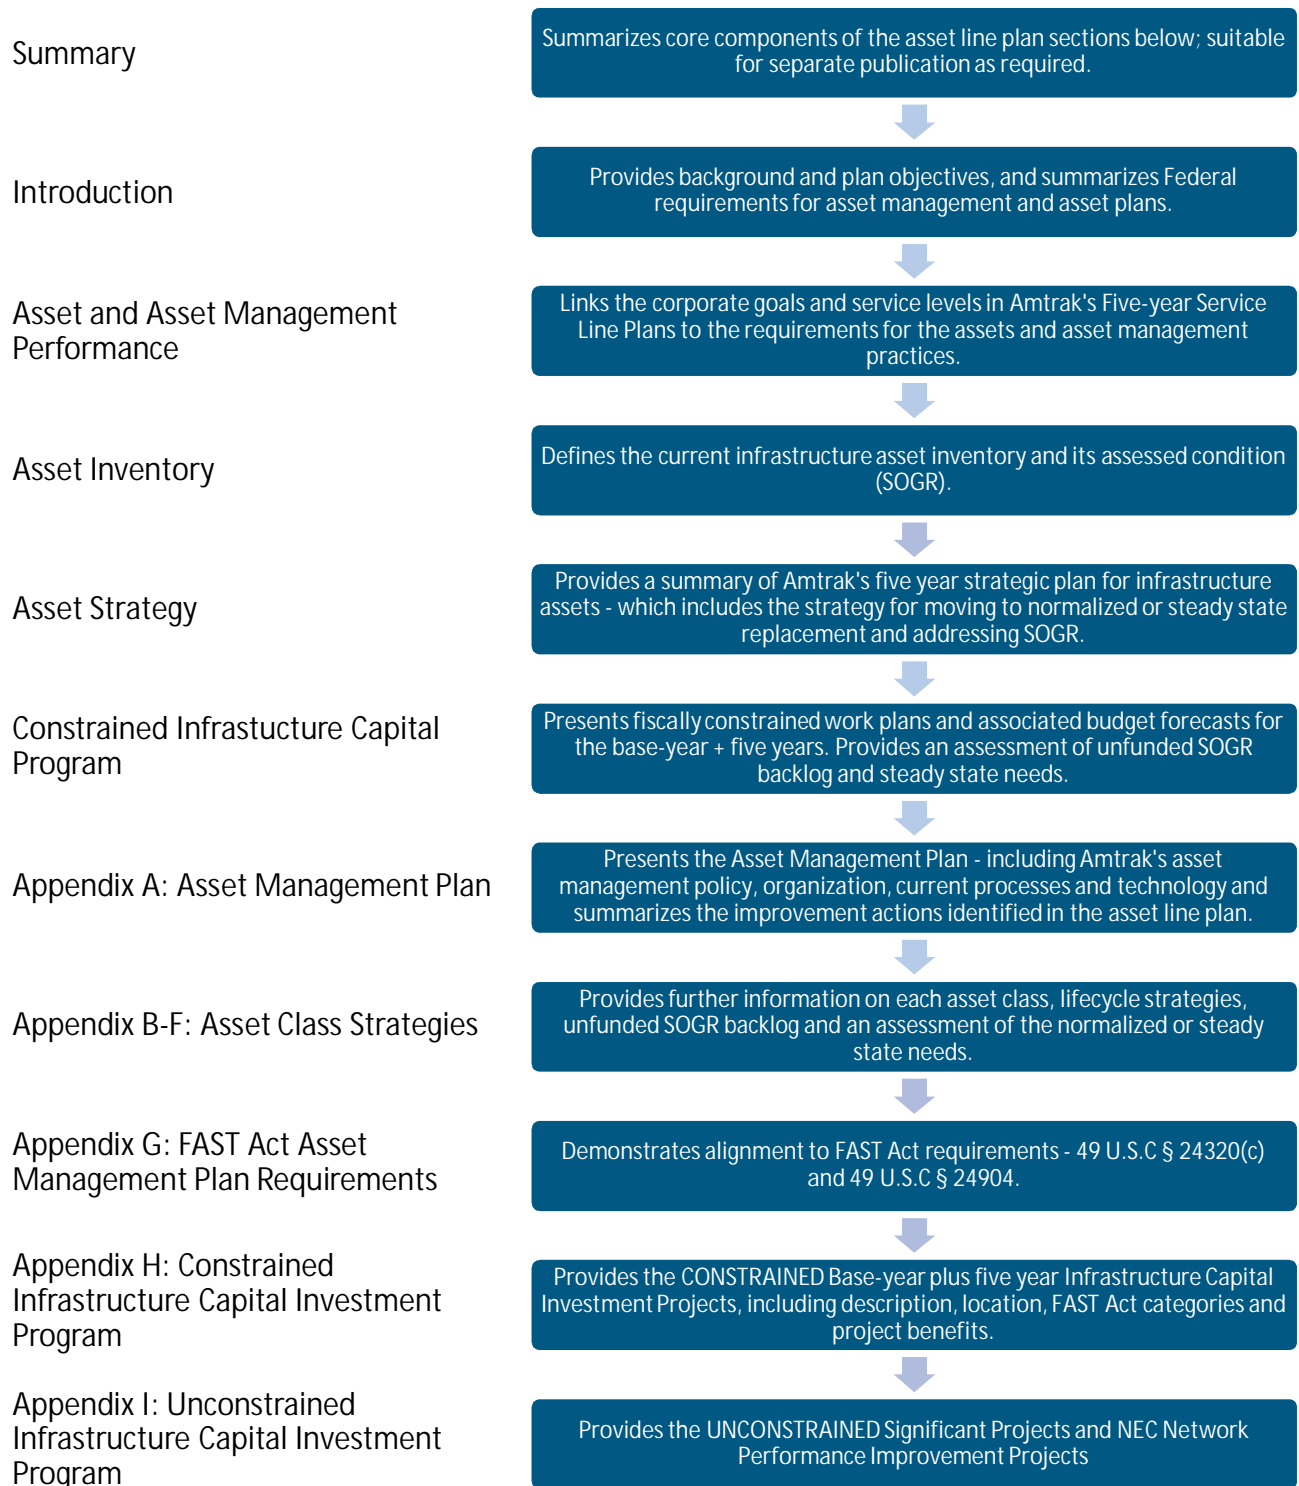 Summary
Summarizes core components of the asset line plan sections below; suitable
for separate publication as required.
Introduction
Provides background and plan objectives, and summarizes Federal
requirements for asset management and asset plans.
Asset and Asset Management
Performance
Links the corporate goals and service levels in Amtrak's Five-year Service
Line Plans to the requirements for the assets and asset management
practices.
Asset Inventory
Defines the current infrastructure asset inventory and its assessed condition
(SOGR).
Asset Strategy
Provides a summary of Amtrak's five year strategic plan for infrastructure
assets - which includes the strategy for moving to normalized or steady state
replacement and addressing SOGR.
Constrained Infrastucture Capital
Program
Presents fiscally constrained work plans and associated budget forecasts for
the base-year + five years. Provides an assessment of unfunded SOGR
backlog and steady state needs.
Appendix A: Asset Management Plan
Presents the Asset Management Plan - including Amtrak's asset
management policy, organization, current processes and technology and
summarizes the improvement actions identified in the asset line plan.
Appendix B-F: Asset Class Strategies
Provides further information on each asset class, lifecycle strategies,
unfunded SOGR backlog and an assessment of the normalized or steady
state needs.
Appendix G: FAST Act Asset
Management Plan Requirements
Demonstrates alignment to FAST Act requirements - 49 U.S.C § 24320(c)
and 49 U.S.C § 24904.
Appendix H: Constrained
Infrastructure Capital Investment
Program
Provides the CONSTRAINED Base-year plus five year Infrastructure Capital
Investment Projects, including description, location, FAST Act categories and
project benefits.
Appendix I: Unconstrained
Infrastructure Capital Investment
Program
Provides the UNCONSTRAINED Significant Projects and NEC Network
Performance Improvement Projects